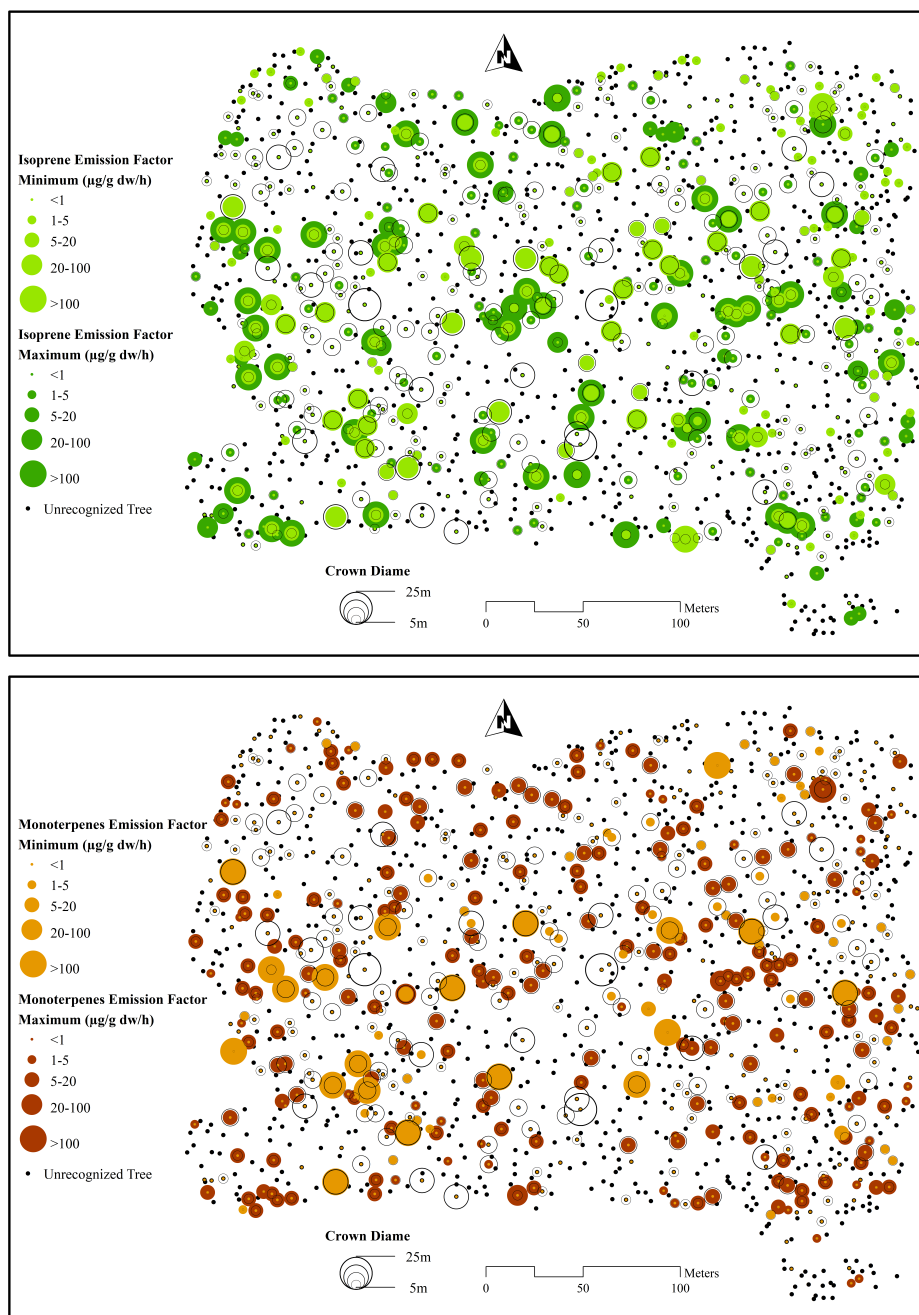 N
Isoprene Emission Factor
Minimum (µg/g dw/h)
<1
1-5
5-20
20-100
>100
Isoprene Emission Factor
Maximum (µg/g dw/h)
<1
1-5
5-20
20-100
>100
Unrecognized Tree
Crown Diame
25m
5m
Meters
0 50 100
N
Monoterpenes Emission Factor
Minimum (µg/g dw/h)
<1
1-5
5-20
20-100
>100
Monoterpenes Emission Factor
Maximum (µg/g dw/h)
<1
1-5
5-20
20-100
>100
Unrecognized Tree
Crown Diame
25m
5m
Meters
0 50 100